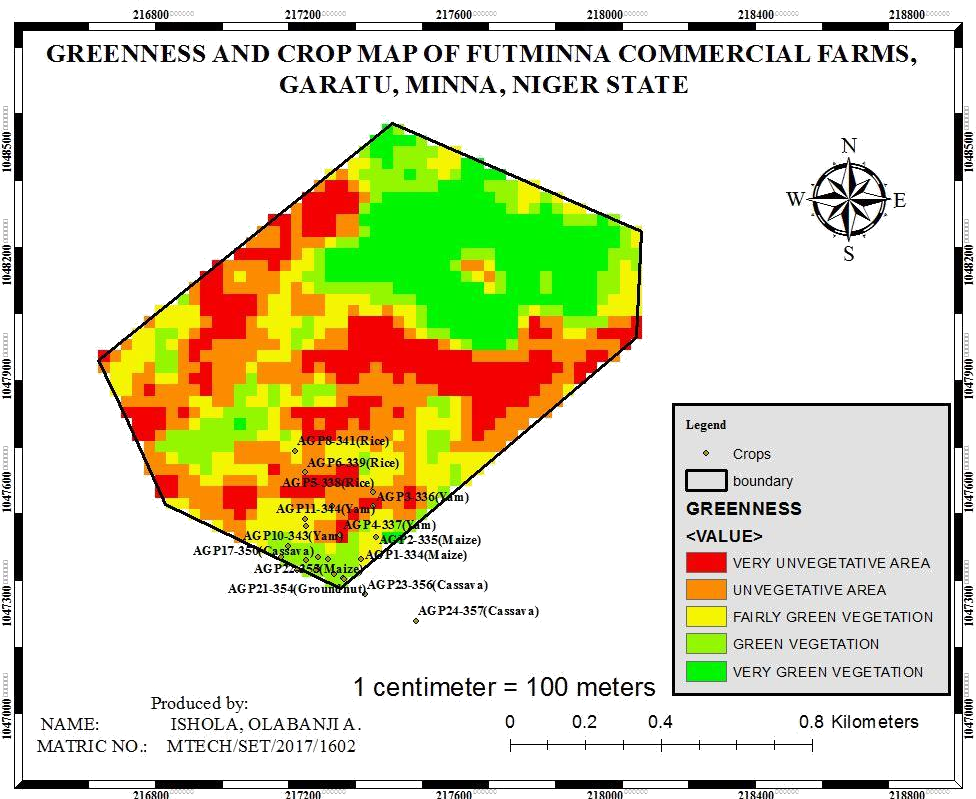 216800 217200 217600 218000 218400 218800
GREENNESS AND CROP MAP OF FUTMINNA COMMERCIAL FARMS,
GARATU, MINNA, NIGER STATE
1048500
1048200
1047900
1047600
1047300
1047000
1048500
1048200
1047900
1047600
1047300
1047000
N
W E
S
AGP8-341(Rice)
AGP6-339(Rice)
AGP5-338(Rice)
AGP3-336(Yam)
AGP11-344(Yam)
AGP4-337(Yam)
AGP10-343(Yam)
AGP2-335(Maize)
AGP17-350(Cassava)
AGP1-334(Maize)
AGP22-355(Maize)
AGP21-354(Groundnut)
AGP23-356(Cassava)
AGP24-357(Cassava)
Legend
Crops
boundary
GREENNESS
<VALUE>
VERY UNVEGETATIVE AREA
UNVEGETATIVE AREA
FAIRLY GREEN VEGETATION
GREEN VEGETATION
VERY GREEN VEGETATION
1 centimeter = 100 meters
0 0.2 0.4 0.8 Kilometers
Produced by:
NAME: ISHOLA, OLABANJI A.
MATRIC NO.: MTECH/SET/2017/1602
216800 217200 217600 218000 218400 218800